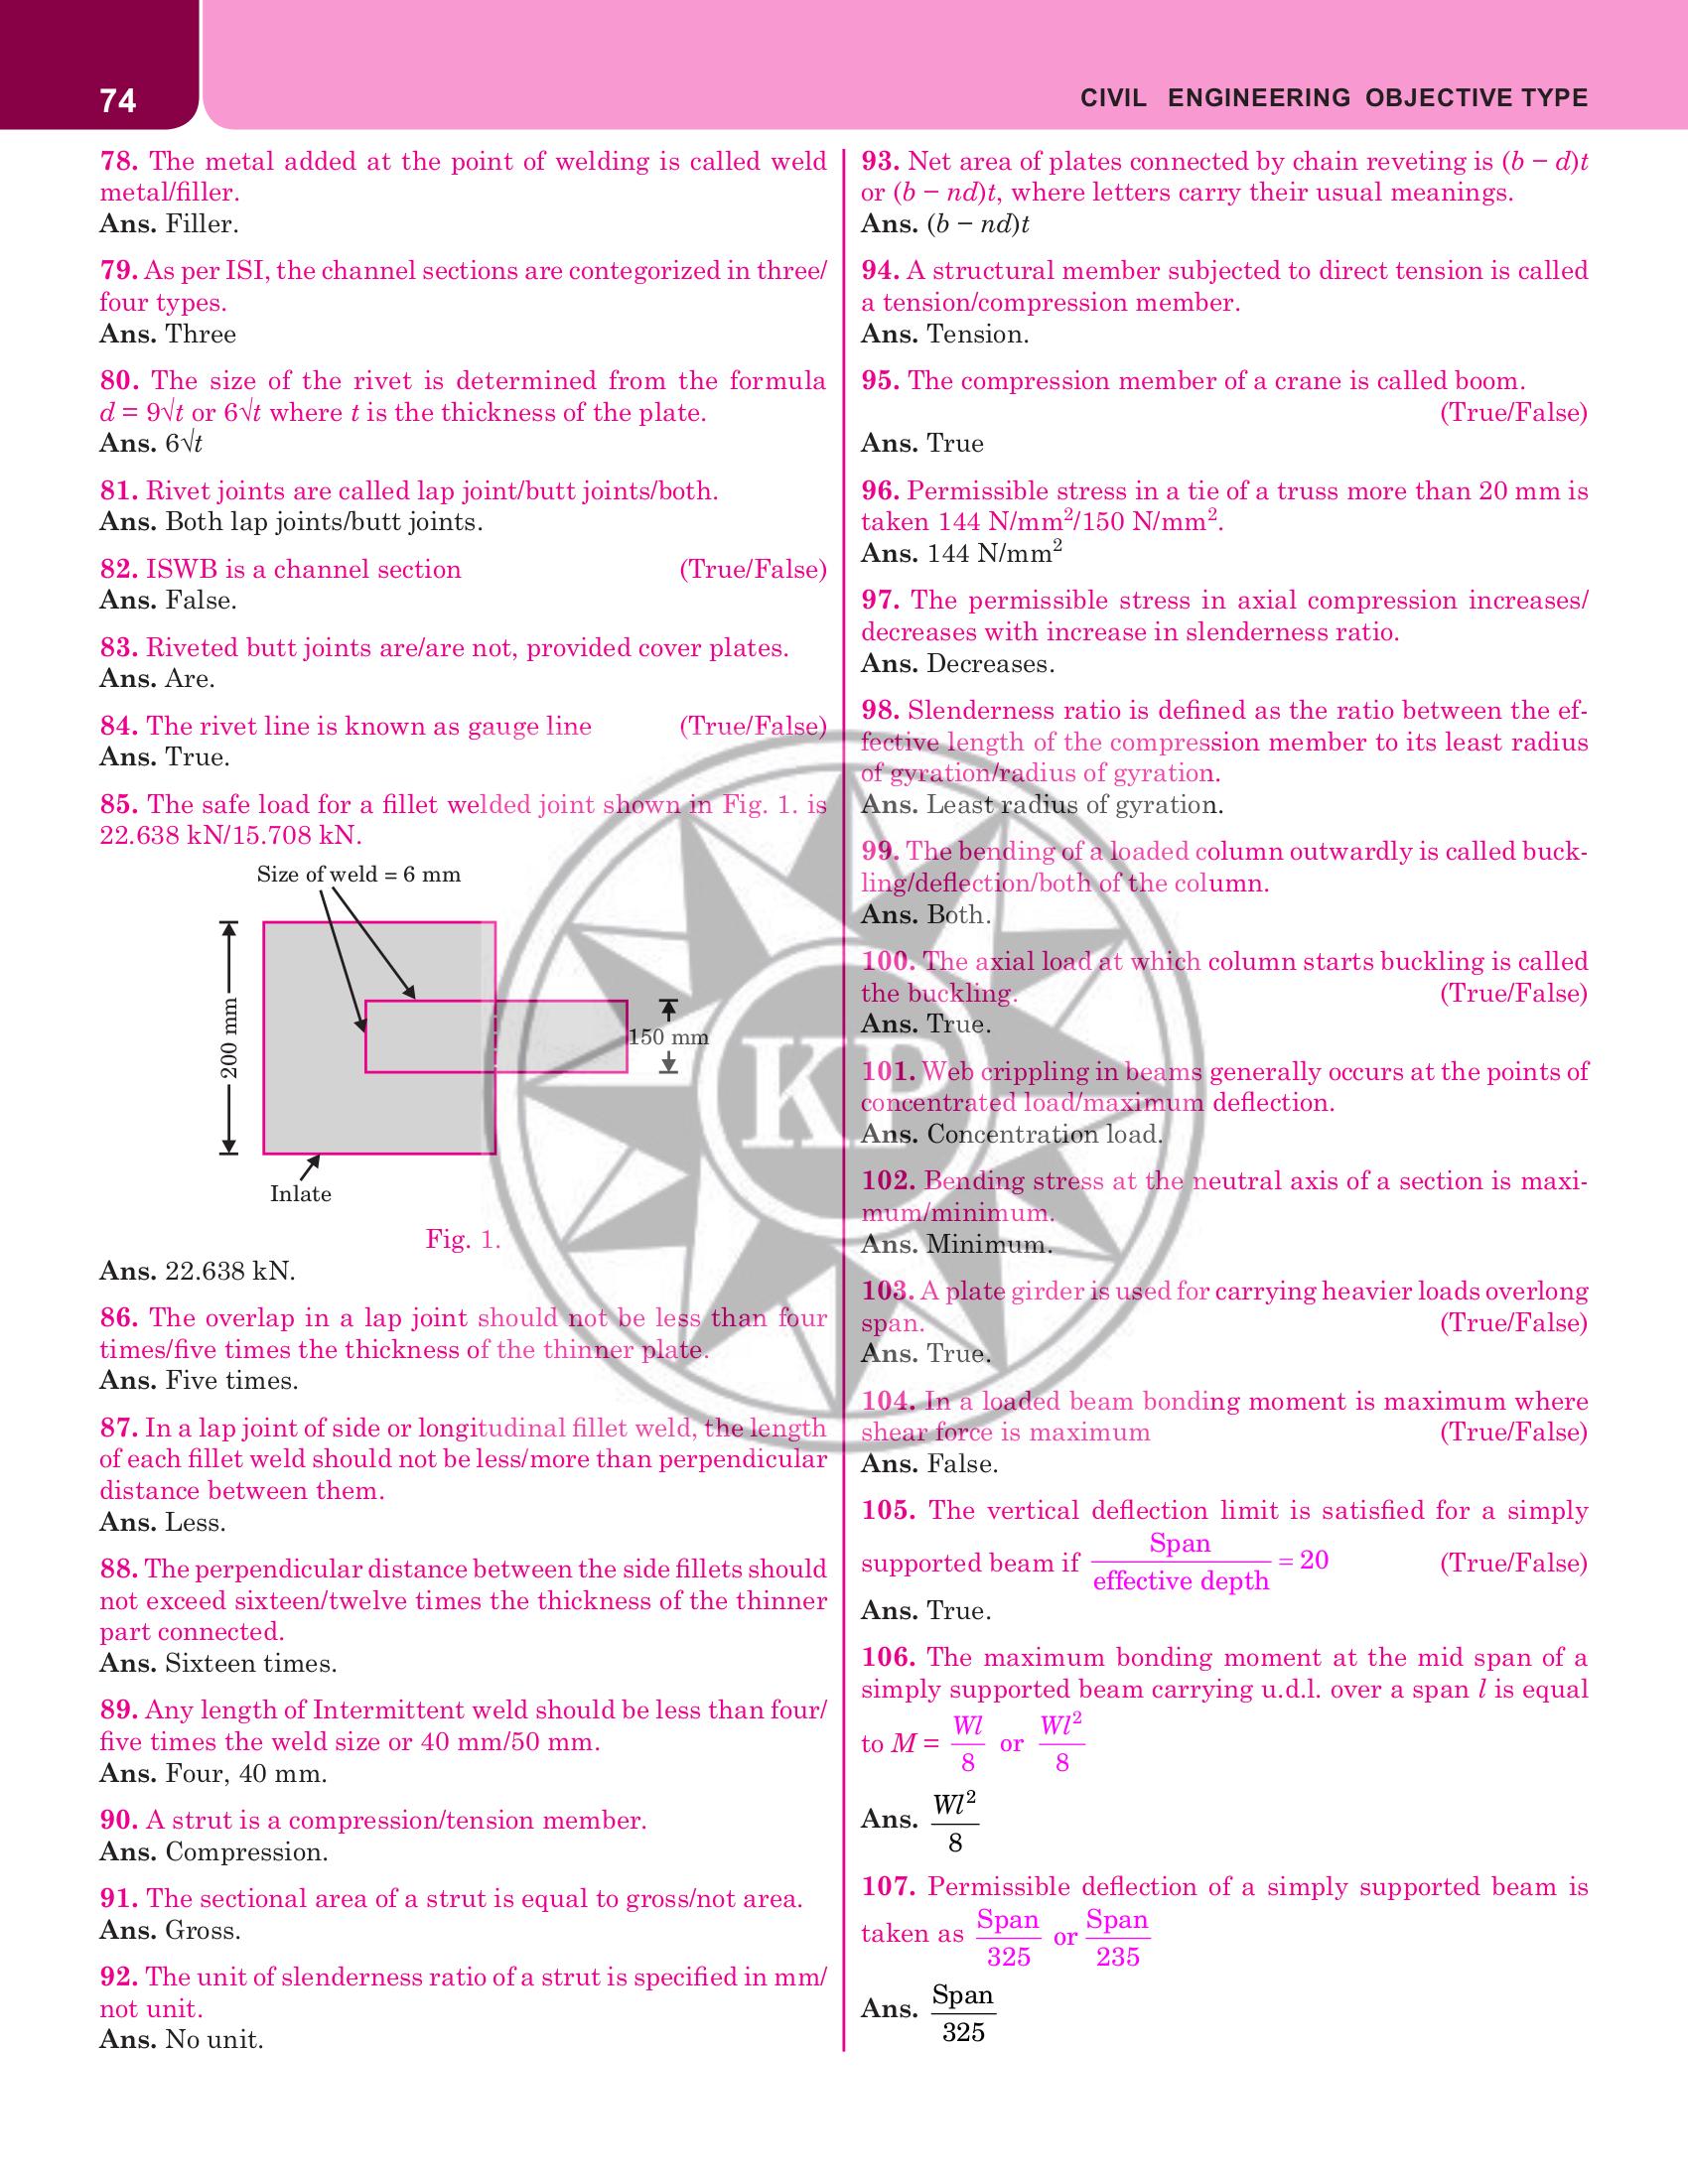 74
CIVIL ENGINEERING OBJECTIVE TYPE
78. The metal added at the point of welding is called weld
metal/filler.
Ans. Filler.
79. As per ISI, the channel sections are contegorized in three/
four types.
Ans. Three
80. The size of the rivet is determined from the formula
d = 9√t or 6√t where t is the thickness of the plate.
Ans. 6√t
81. Rivet joints are called lap joint/butt joints/both.
Ans. Both lap joints/butt joints.
82. ISWB is a channel section (True/False)
Ans. False.
83. Riveted butt joints are/are not, provided cover plates.
Ans. Are.
84. The rivet line is known as gauge line (True/False)
Ans. True.
85. The safe load for a fillet welded joint shown in Fig. 1. is
22.638 kN/15.708 kN.
Size of weld = 6 mm
200 mm
150 mm
Inlate
Fig. 1.
Ans. 22.638 kN.
86. The overlap in a lap joint should not be less than four
times/five times the thickness of the thinner plate.
Ans. Five times.
87. In a lap joint of side or longitudinal fillet weld, the length
of each fillet weld should not be less/more than perpendicular
distance between them.
Ans. Less.
88. The perpendicular distance between the side fillets should
not exceed sixteen/twelve times the thickness of the thinner
part connected.
Ans. Sixteen times.
89. Any length of Intermittent weld should be less than four/
five times the weld size or 40 mm/50 mm.
Ans. Four, 40 mm.
90. A strut is a compression/tension member.
Ans. Compression.
91. The sectional area of a strut is equal to gross/not area.
Ans. Gross.
92. The unit of slenderness ratio of a strut is specified in mm/
not unit.
Ans. No unit.
93. Net area of plates connected by chain reveting is (b − d)t
or (b − nd)t, where letters carry their usual meanings.
Ans. (b − nd)t
94. A structural member subjected to direct tension is called
a tension/compression member.
Ans. Tension.
95. The compression member of a crane is called boom.
(True/False)
Ans. True
96. Permissible stress in a tie of a truss more than 20 mm is
taken 144 N/mm²/150 N/mm².
Ans. 144 N/mm²
97. The permissible stress in axial compression increases/
decreases with increase in slenderness ratio.
Ans. Decreases.
98. Slenderness ratio is defined as the ratio between the ef-
fective length of the compression member to its least radius
of gyration/radius of gyration.
Ans. Least radius of gyration.
99. The bending of a loaded column outwardly is called buck-
ling/deflection/both of the column.
Ans. Both.
100. The axial load at which column starts buckling is called
the buckling. (True/False)
Ans. True.
101. Web crippling in beams generally occurs at the points of
concentrated load/maximum deflection.
Ans. Concentration load.
102. Bending stress at the neutral axis of a section is maxi-
mum/minimum.
Ans. Minimum.
103. A plate girder is used for carrying heavier loads overlong
span. (True/False)
Ans. True.
104. In a loaded beam bonding moment is maximum where
shear force is maximum (True/False)
Ans. False.
105. The vertical deflection limit is satisfied for a simply
supported beam if Span/effective depth = 20 (True/False)
Ans. True.
106. The maximum bonding moment at the mid span of a
simply supported beam carrying u.d.l. over a span l is equal
to M = Wl/8 or Wl²/8
Ans. Wl²/8
107. Permissible deflection of a simply supported beam is
taken as Span/325 or Span/235
Ans. Span/325
KP